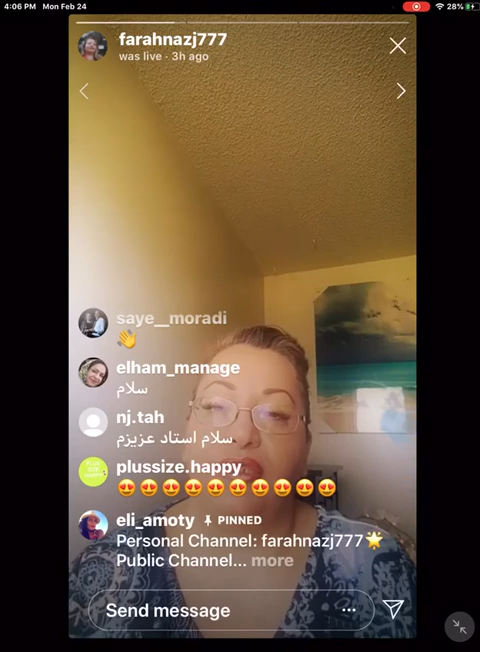 4:06 PM Mon Feb 24
28%
farahnazj777
was live · 3h ago
saye__moradi
👋
elham_manage
سلام
nj.tah
سلام استاد عزیزم
plussize.happy
😍😍😍😍😍😍😍😍😍😍
eli_amoty PINNED
Personal Channel: farahnazj777🌟
Public Channel... more
Send message